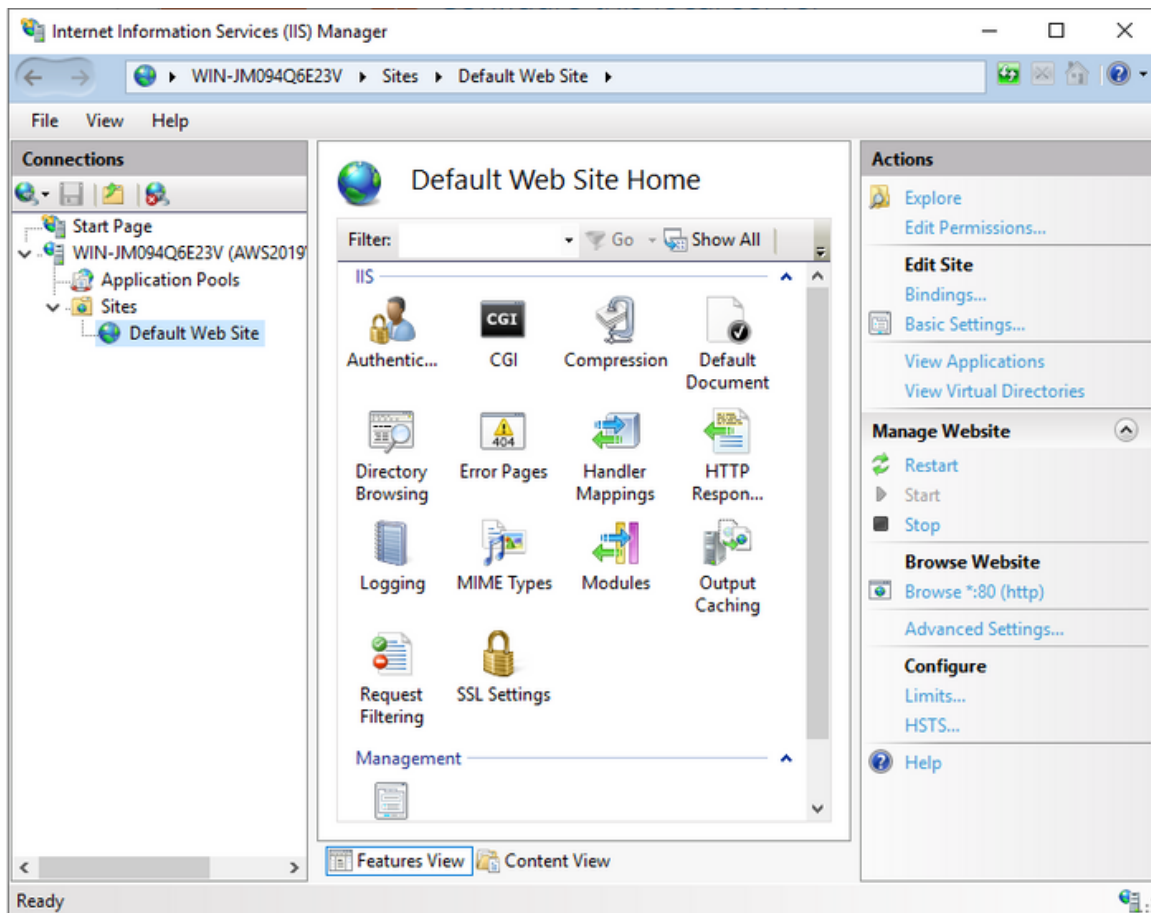 Internet Information Services (IIS) Manager
WIN-JM094Q6E23V Sites Default Web Site
File View Help
Connections
Start Page
WIN-JM094Q6E23V (AWS2019
Application Pools
Sites
Default Web Site
Default Web Site Home
Filter: Go Show All
IIS
Authentic... CGI Compression Default
Document
Directory
Browsing
Error Pages
Handler
Mappings
HTTP
Respon...
Logging MIME Types Modules Output
Caching
Request
Filtering
SSL Settings
Management
Features View Content View
Actions
Explore
Edit Permissions...
Edit Site
Bindings...
Basic Settings...
View Applications
View Virtual Directories
Manage Website
Restart
Start
Stop
Browse Website
Browse *:80 (http)
Advanced Settings...
Configure
Limits...
HSTS...
Help
Ready